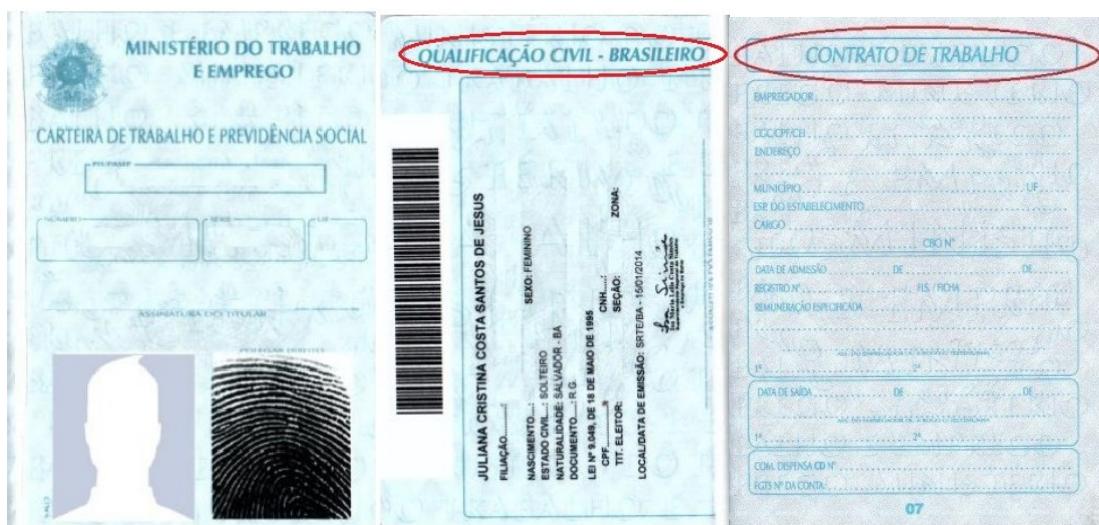 MINISTÉRIO DO TRABALHO
E EMPREGO
CARTEIRA DE TRABALHO E PREVIDÊNCIA SOCIAL
PIS/PASEP
NÚMERO SÉRIE UF
ASSINATURA DO TITULAR
POLEGAR DIREITO
QUALIFICAÇÃO CIVIL - BRASILEIRO
JULIANA CRISTINA COSTA SANTOS DE JESUS
FILIAÇÃO........:
NASCIMENTO....: SEXO: FEMININO
ESTADO CIVIL....: SOLTEIRO
NATURALIDADE: SALVADOR - BA
DOCUMENTO....: R.G.
LEI Nº 9.049, DE 18 DE MAIO DE 1995
CPF: CNH.....:
TIT. ELEITOR: SEÇÃO: ZONA:
LOCAL/DATA DE EMISSÃO: SRTE/BA - 15/01/2014
CONTRATO DE TRABALHO
EMPREGADOR
CGC/CPF/CEI
ENDEREÇO
MUNICÍPIO UF
ESP. DO ESTABELECIMENTO
CARGO
CBO Nº
DATA DE ADMISSÃO DE DE
REGISTRO Nº FLS. / FICHA
REMUNERAÇÃO ESPECIFICADA
1º 2º
DATA DE SAÍDA DE DE
1º 2º
COM. DISPENSA CD Nº
FGTS Nº DA CONTA
07